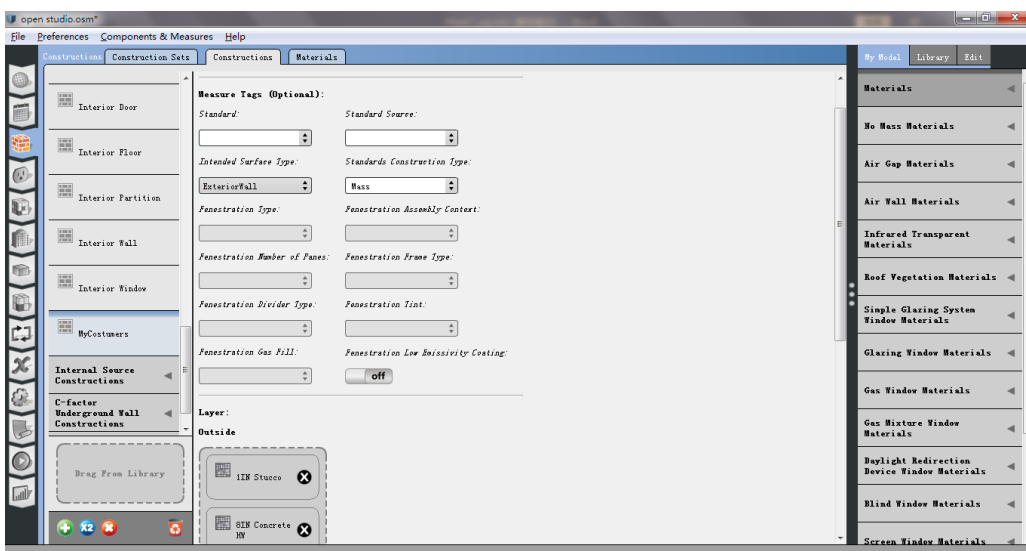 open studio.osm*
File Preferences Components & Measures Help
Constructions Construction Sets Constructions Materials
My Model Library Edit
Interior Door
Interior Floor
Interior Partition
Interior Wall
Interior Window
MyCostumers
Internal Source
Constructions
C-factor
Underground Wall
Constructions
Drag From Library
X2
Measure Tags (Optional):
Standard: Standard Source:
Intended Surface Type: Standards Construction Type:
ExteriorWall Mass
Fenestration Type: Fenestration Assembly Context:
Fenestration Number of Panes: Fenestration Frame Type:
Fenestration Divider Type: Fenestration Tint:
Fenestration Gas Fill: Fenestration Low Emissivity Coating:
off
Layer:
Outside
1IN Stucco
8IN Concrete
HW
Materials
No Mass Materials
Air Gap Materials
Air Wall Materials
Infrared Transparent
Materials
Roof Vegetation Materials
Simple Glazing System
Window Materials
Glazing Window Materials
Gas Window Materials
Gas Mixture Window
Materials
Daylight Redirection
Device Window Materials
Blind Window Materials
Screen Window Materials